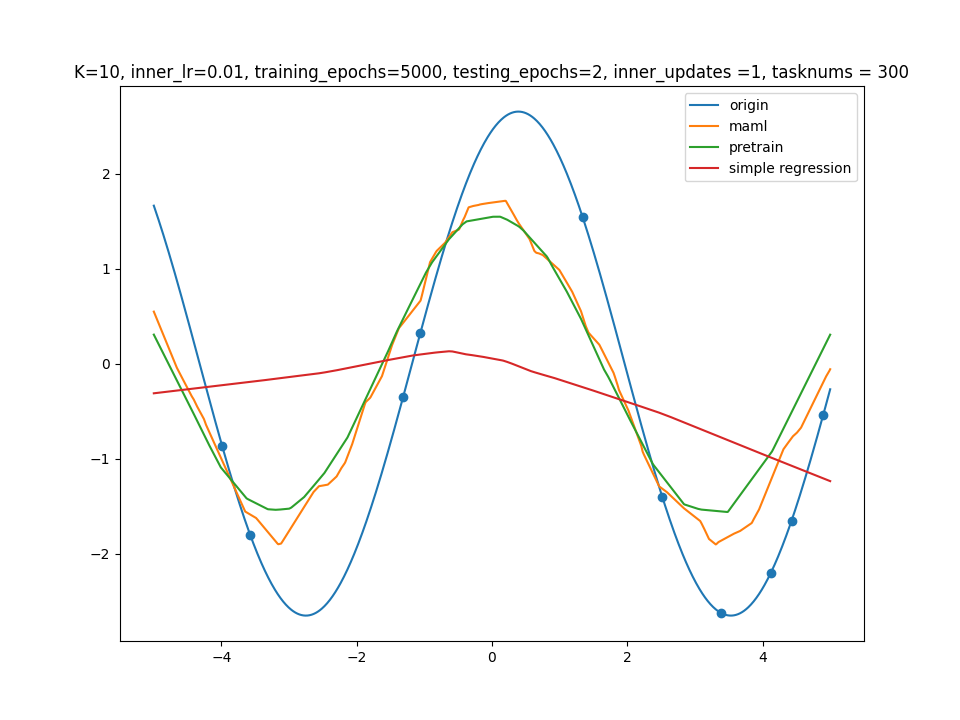 K=10, inner_lr=0.01, training_epochs=5000, testing_epochs=2, inner_updates =1, tasknums = 300
origin
maml
pretrain
simple regression
2
1
0
−1
−2
−4 −2 0 2 4